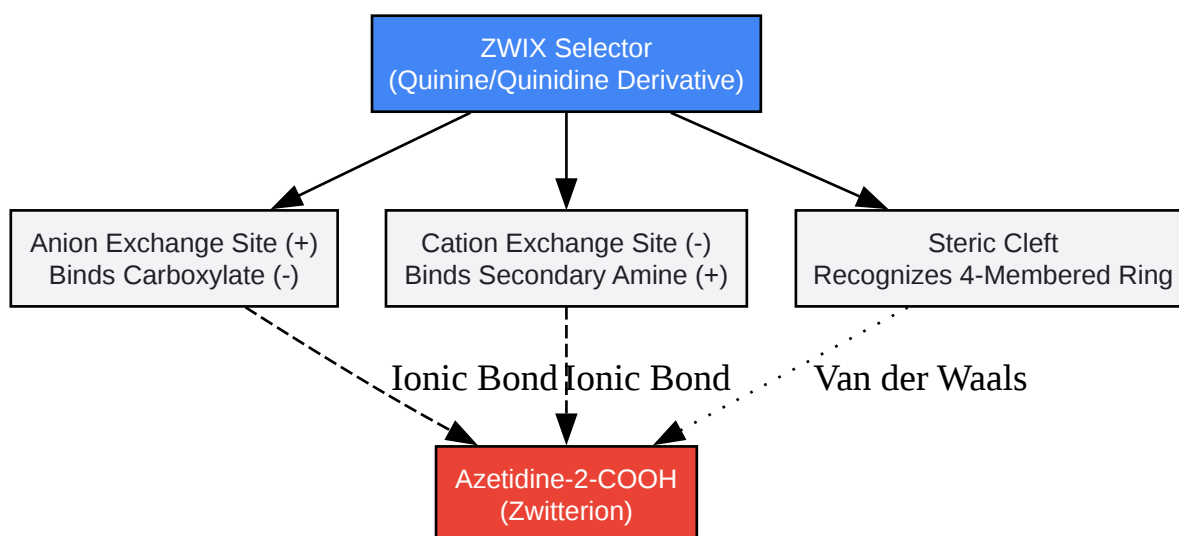 ZWIX Selector
(Quinine/Quinidine Derivative)
Anion Exchange Site (+)
Binds Carboxylate (-)
Cation Exchange Site (-)
Binds Secondary Amine (+)
Steric Cleft
Recognizes 4-Membered Ring
Ionic Bond
Ionic Bond
Van der Waals
Azetidine-2-COOH
(Zwitterion)